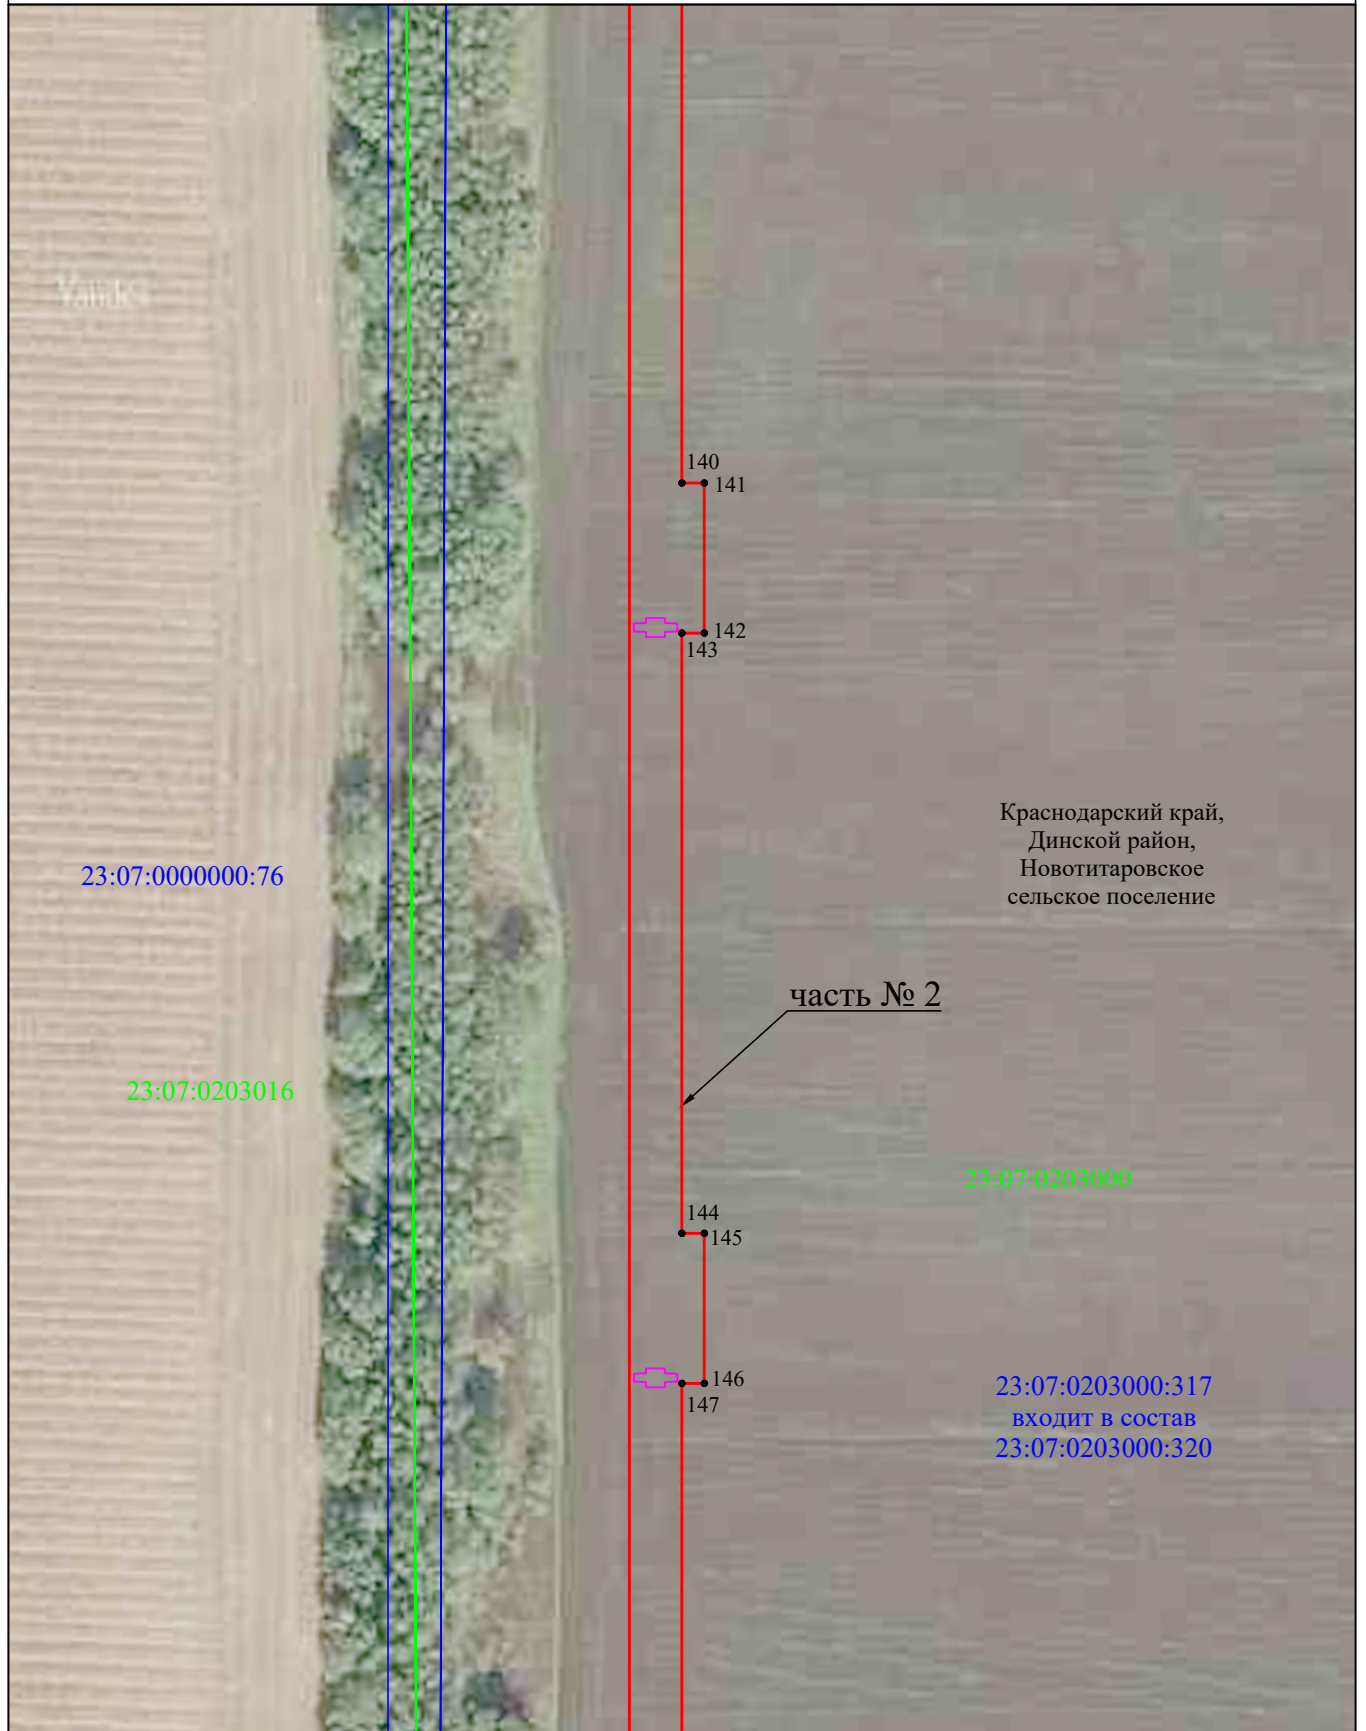 Yandex
140
141
142
143
Краснодарский край,
Динской район,
Новотитаровское
сельское поселение
23:07:0000000:76
часть № 2
23:07:0203016
23:07:0203000
144
145
146
147
23:07:0203000:317
входит в состав
23:07:0203000:320